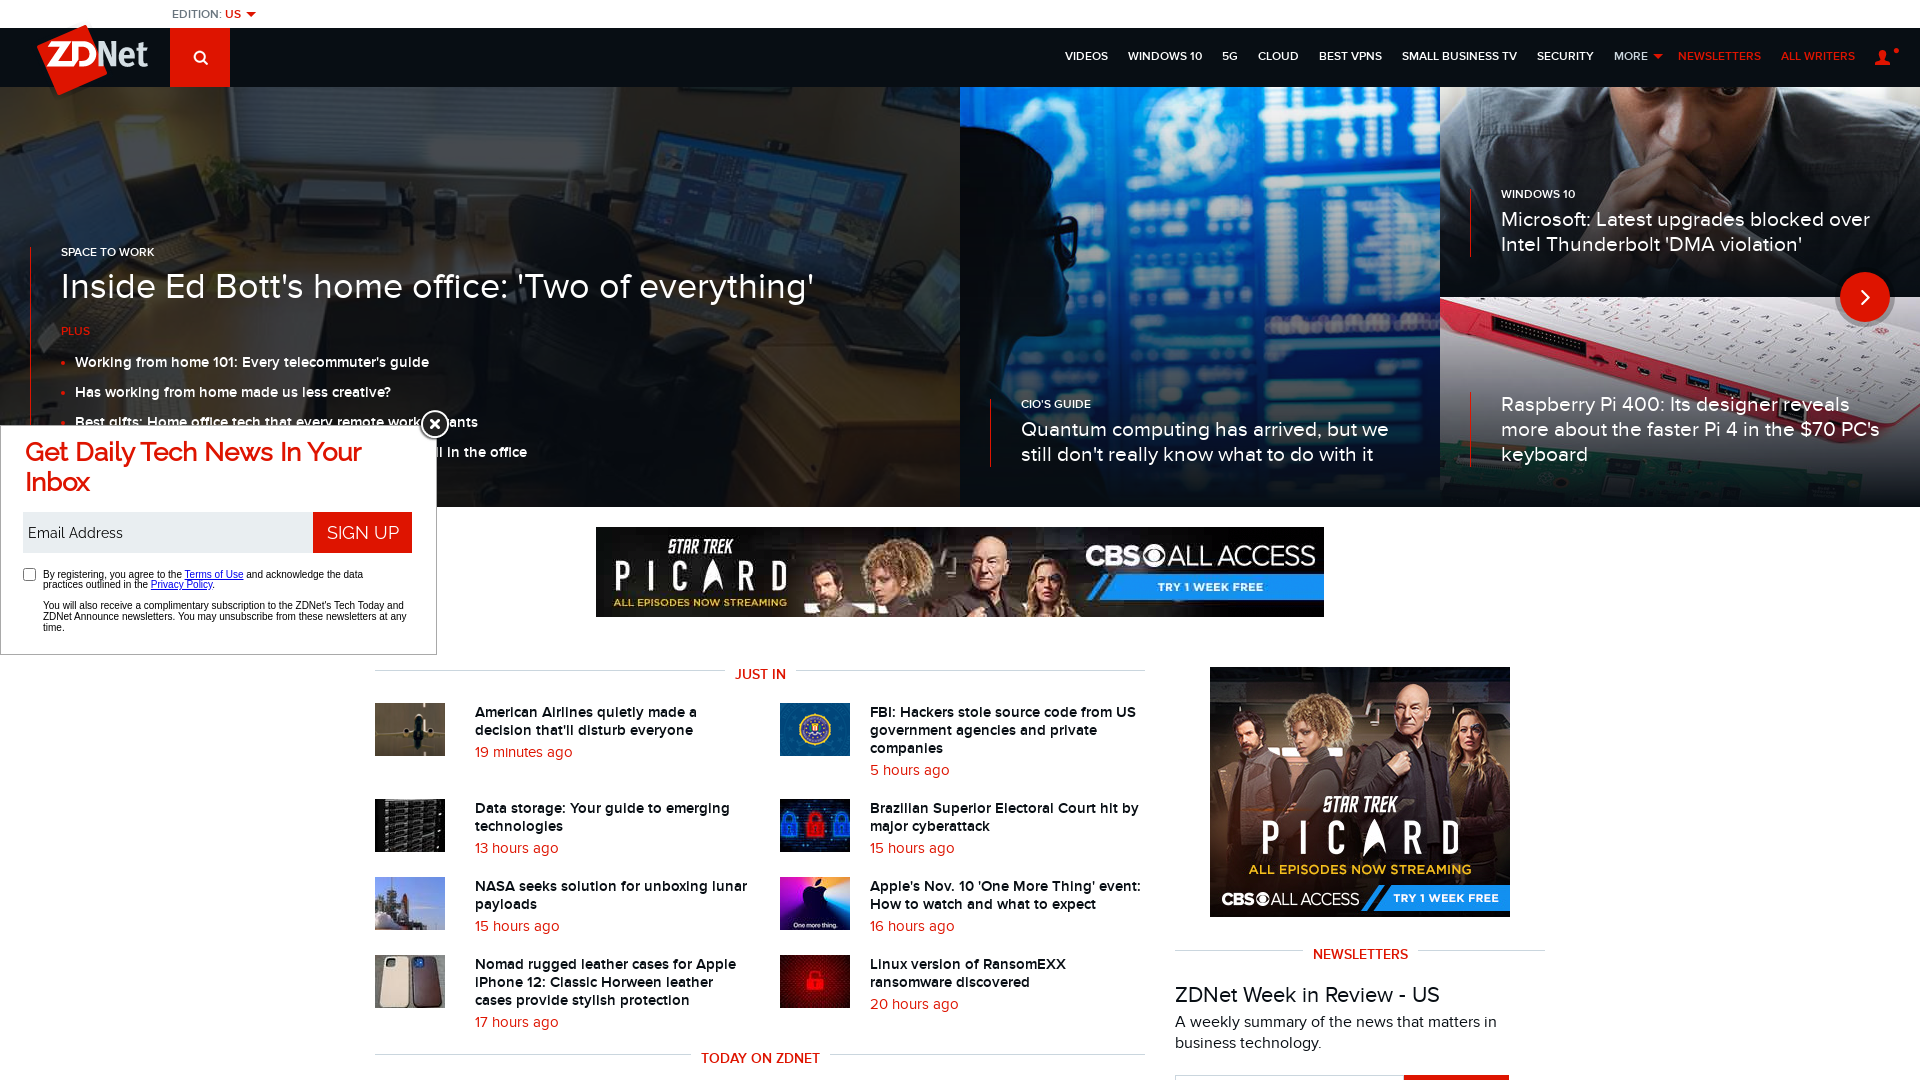 EDITION: US
ZDNet
VIDEOS WINDOWS 10 5G CLOUD BEST VPNS SMALL BUSINESS TV SECURITY MORE NEWSLETTERS ALL WRITERS
SPACE TO WORK
Inside Ed Bott's home office: 'Two of everything'
PLUS
Working from home 101: Every telecommuter's guide
Has working from home made us less creative?
Best gifts: Home office tech that every remote work
ants
in the office
CIO'S GUIDE
Quantum computing has arrived, but we
still don't really know what to do with it
WINDOWS 10
Microsoft: Latest upgrades blocked over
Intel Thunderbolt 'DMA violation'
Raspberry Pi 400: Its designer reveals
more about the faster Pi 4 in the $70 PC's
keyboard
Get Daily Tech News In Your
Inbox
Email Address
SIGN UP
By registering, you agree to the Terms of Use and acknowledge the data
practices outlined in the Privacy Policy.
You will also receive a complimentary subscription to the ZDNet's Tech Today and
ZDNet Announce newsletters. You may unsubscribe from these newsletters at any
time.
STAR TREK
PICARD
ALL EPISODES NOW STREAMING
CBS ALL ACCESS
TRY 1 WEEK FREE
JUST IN
American Airlines quietly made a
decision that'll disturb everyone
19 minutes ago
FBI: Hackers stole source code from US
government agencies and private
companies
5 hours ago
Data storage: Your guide to emerging
technologies
13 hours ago
Brazilian Superior Electoral Court hit by
major cyberattack
15 hours ago
NASA seeks solution for unboxing lunar
payloads
15 hours ago
One more thing.
Apple's Nov. 10 'One More Thing' event:
How to watch and what to expect
16 hours ago
Nomad rugged leather cases for Apple
iPhone 12: Classic Horween leather
cases provide stylish protection
17 hours ago
Linux version of RansomEXX
ransomware discovered
20 hours ago
TODAY ON ZDNET
STAR TREK
PICARD
ALL EPISODES NOW STREAMING
CBS ALL ACCESS
TRY 1 WEEK FREE
NEWSLETTERS
ZDNet Week in Review - US
A weekly summary of the news that matters in
business technology.